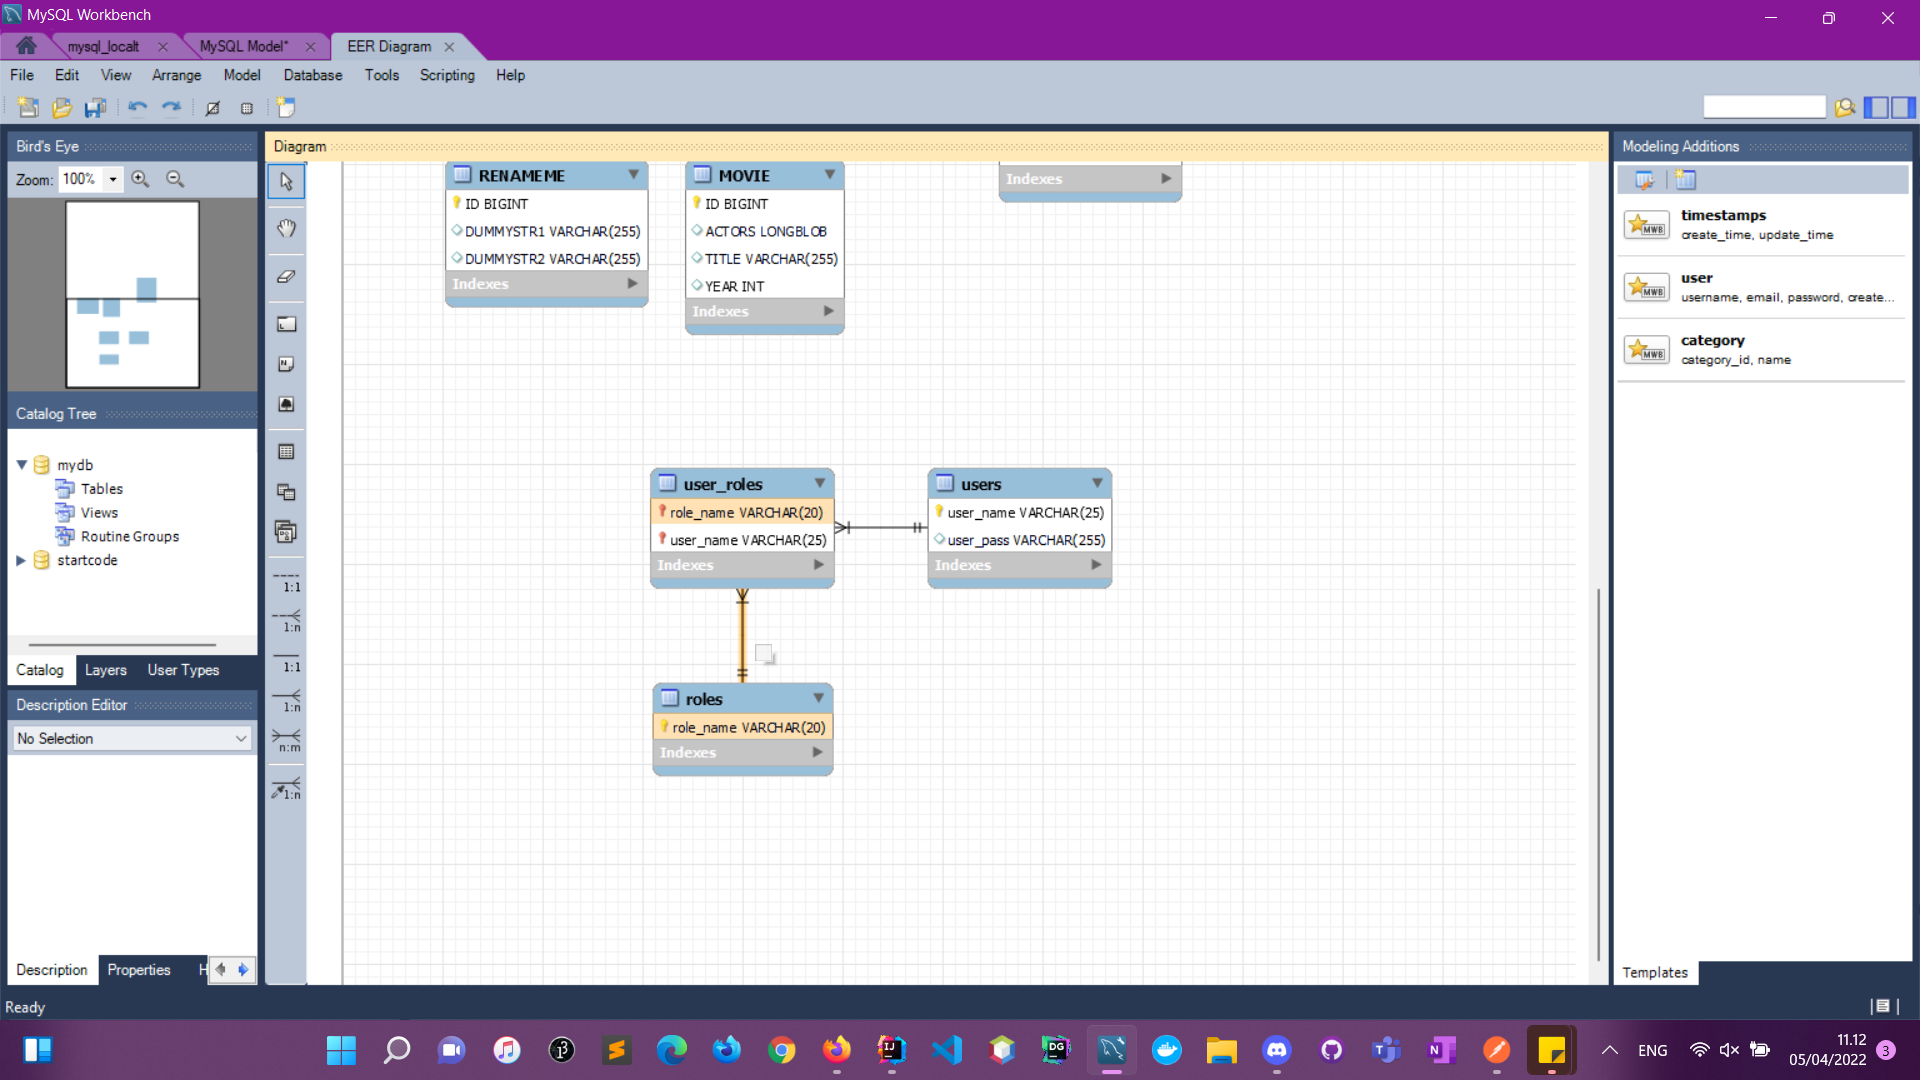 MySQL Workbench
mysql_localt
MySQL Model*
EER Diagram
File Edit View Arrange Model Database Tools Scripting Help
Bird's Eye
Zoom: 100%
Catalog Tree
mydb
Tables
Views
Routine Groups
startcode
Catalog Layers User Types
Description Editor
No Selection
Description Properties H
Ready
1:1
1:n
1:1
1:n
n:m
1:n
Diagram
RENAMEME
ID BIGINT
DUMMYSTR1 VARCHAR(255)
DUMMYSTR2 VARCHAR(255)
Indexes
MOVIE
ID BIGINT
ACTORS LONGBLOB
TITLE VARCHAR(255)
YEAR INT
Indexes
Indexes
user_roles
role_name VARCHAR(20)
user_name VARCHAR(25)
Indexes
users
user_name VARCHAR(25)
user_pass VARCHAR(255)
Indexes
roles
role_name VARCHAR(20)
Indexes
Modeling Additions
MWB
timestamps
create_time, update_time
MWB
user
username, email, password, create...
MWB
category
category_id, name
Templates
IJ
DG
ENG
11.12
05/04/2022
3